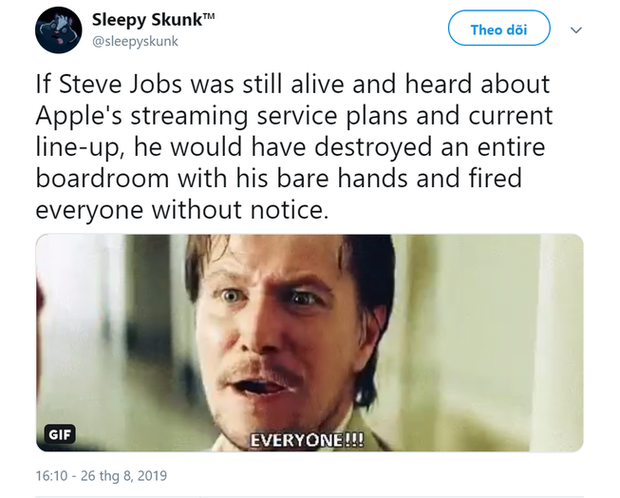 Sleepy Skunk™
@sleepyskunk
Theo dõi
If Steve Jobs was still alive and heard about
Apple's streaming service plans and current
line-up, he would have destroyed an entire
boardroom with his bare hands and fired
everyone without notice.
GIF
EVERYONE!!!
16:10 - 26 thg 8, 2019